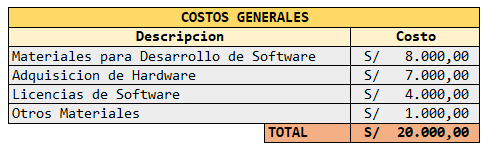 COSTOS GENERALES
Descripcion Costo
Materiales para Desarrollo de Software S/ 8.000,00
Adquisicion de Hardware S/ 7.000,00
Licencias de Software S/ 4.000,00
Otros Materiales S/ 1.000,00
TOTAL S/ 20.000,00